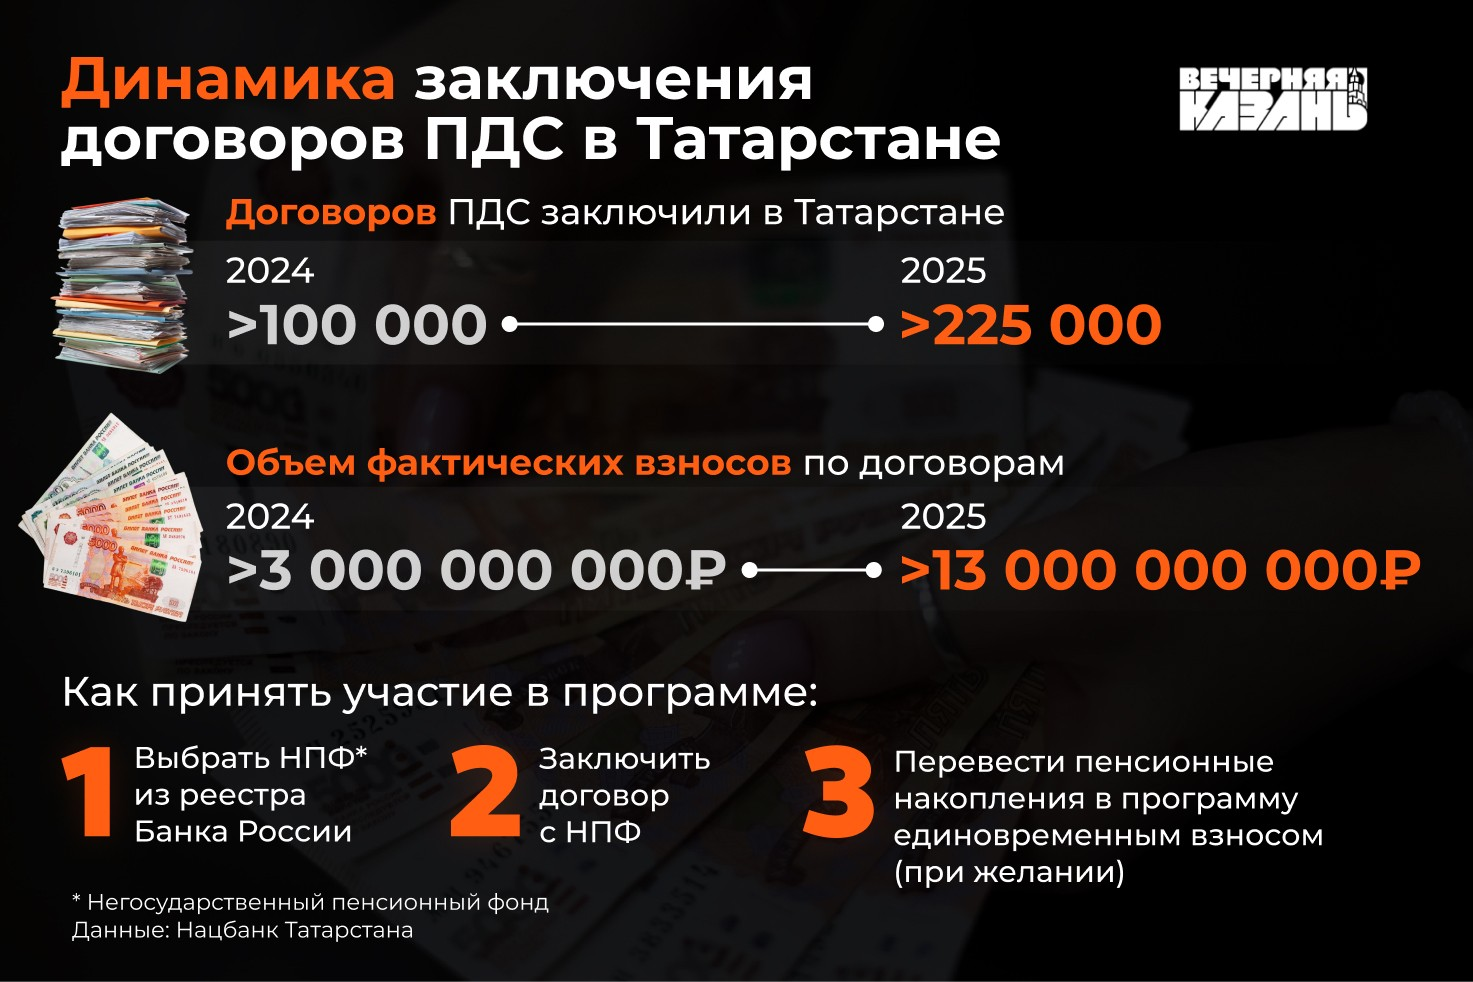 Динамика заключения
договоров ПДС в Татарстане
ВЕЧЕРНЯЯ
КАЗАНЬ
Договоров ПДС заключили в Татарстане
2024
>100 000
2025
>225 000
Объем фактических взносов по договорам
2024
>3 000 000 000₽
2025
>13 000 000 000₽
Как принять участие в программе:
1
Выбрать НПФ*
из реестра
Банка России
2
Заключить
договор
с НПФ
3
Перевести пенсионные
накопления в программу
единовременным взносом
(при желании)
* Негосударственный пенсионный фонд
Данные: Нацбанк Татарстана